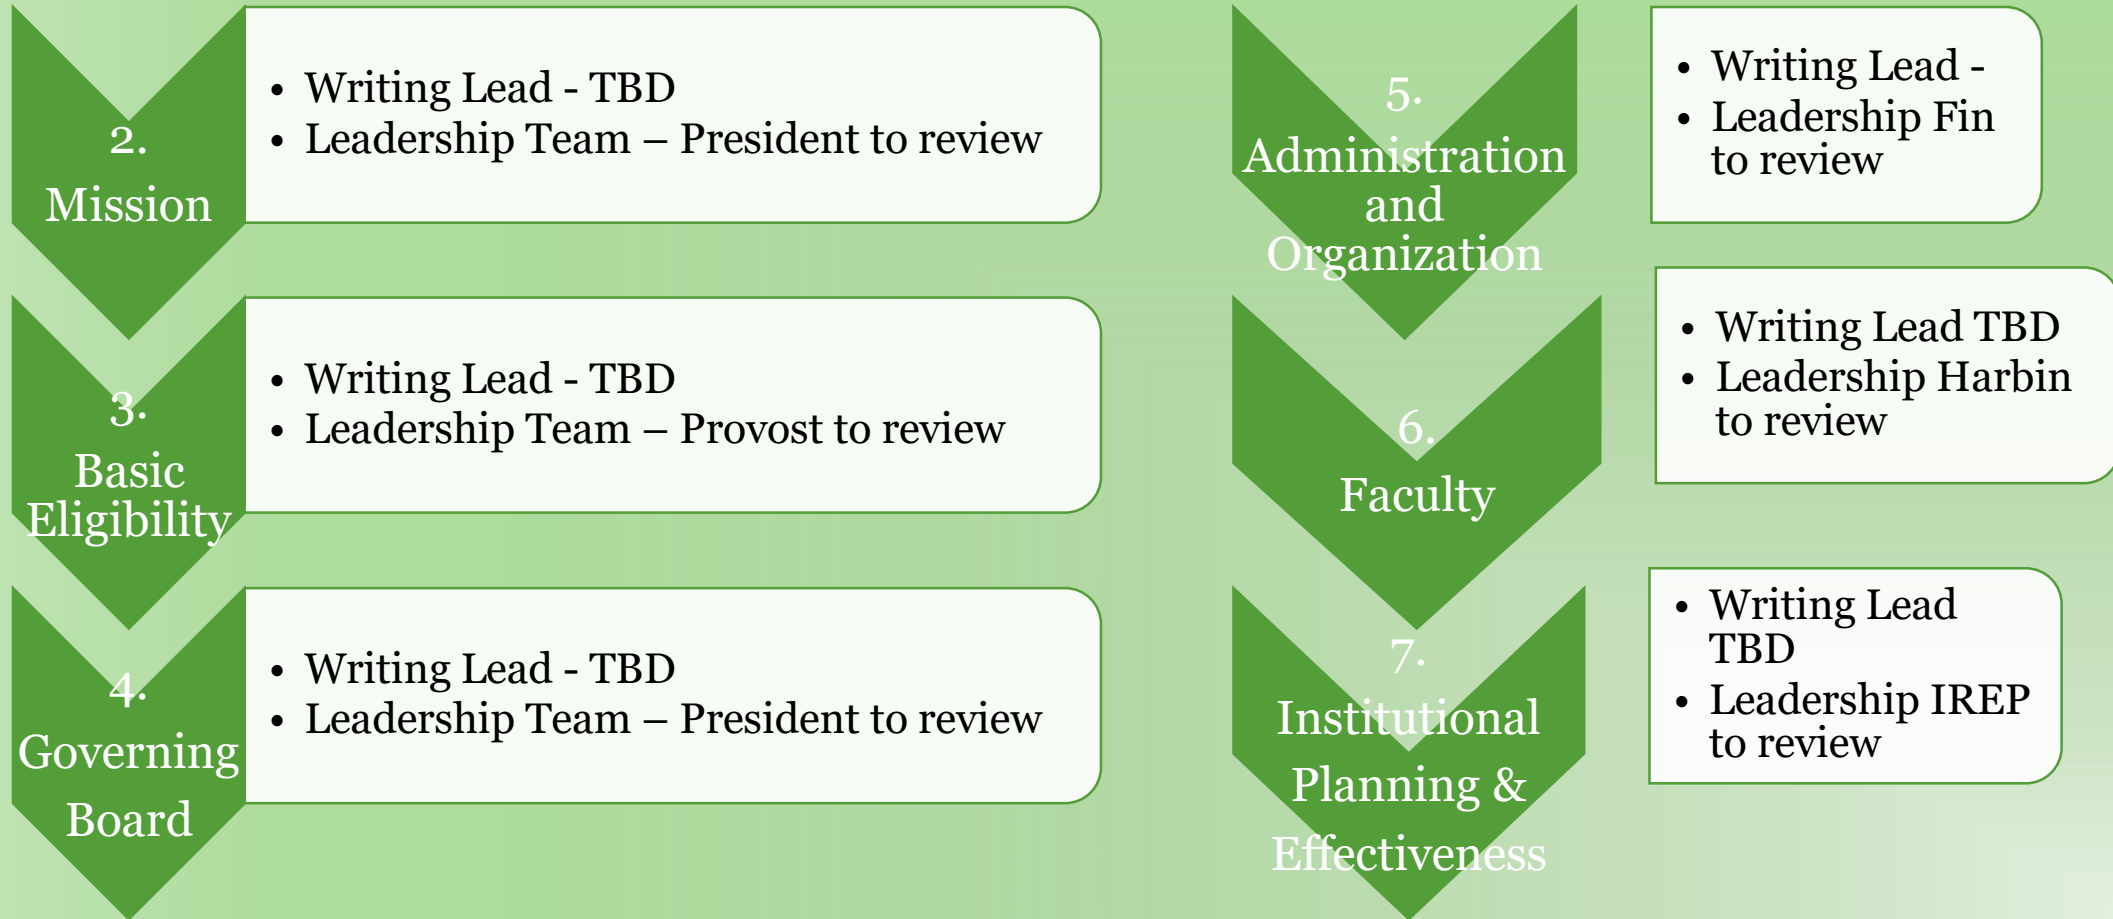 2.
Mission
• Writing Lead - TBD
• Leadership Team – President to review
3.
Basic
Eligibility
• Writing Lead - TBD
• Leadership Team – Provost to review
4.
Governing
Board
• Writing Lead - TBD
• Leadership Team – President to review
5.
Administration
and
Organization
• Writing Lead -
• Leadership Fin
to review
6.
Faculty
• Writing Lead TBD
• Leadership Harbin
to review
7.
Institutional
Planning &
Effectiveness
• Writing Lead
TBD
• Leadership IREP
to review